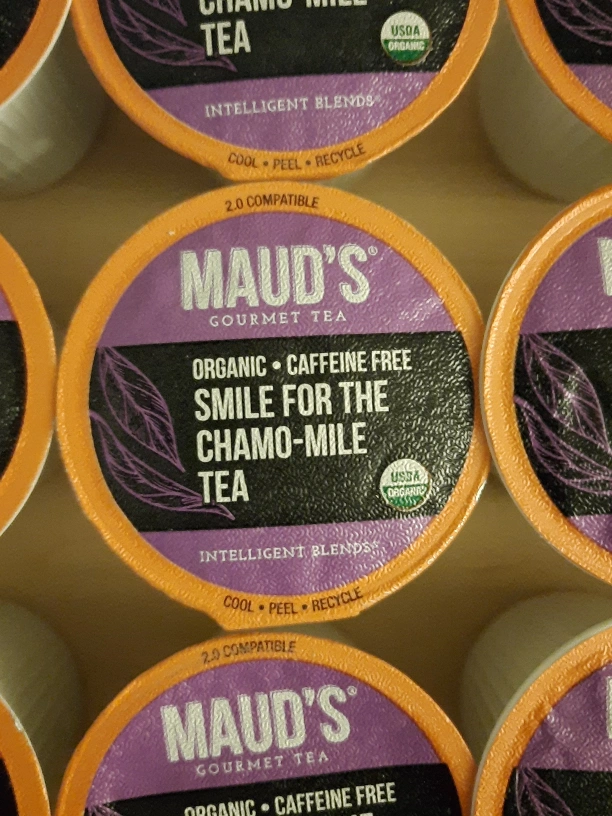 CHAMO-MILE
TEA
USDA
ORGANIC
INTELLIGENT BLENDS®
COOL • PEEL • RECYCLE
2.0 COMPATIBLE
MAUD'S®
GOURMET TEA
ORGANIC • CAFFEINE FREE
SMILE FOR THE
CHAMO-MILE
TEA
USDA
ORGANIC
INTELLIGENT BLENDS®
COOL • PEEL • RECYCLE
2.0 COMPATIBLE
MAUD'S®
GOURMET TEA
ORGANIC • CAFFEINE FREE